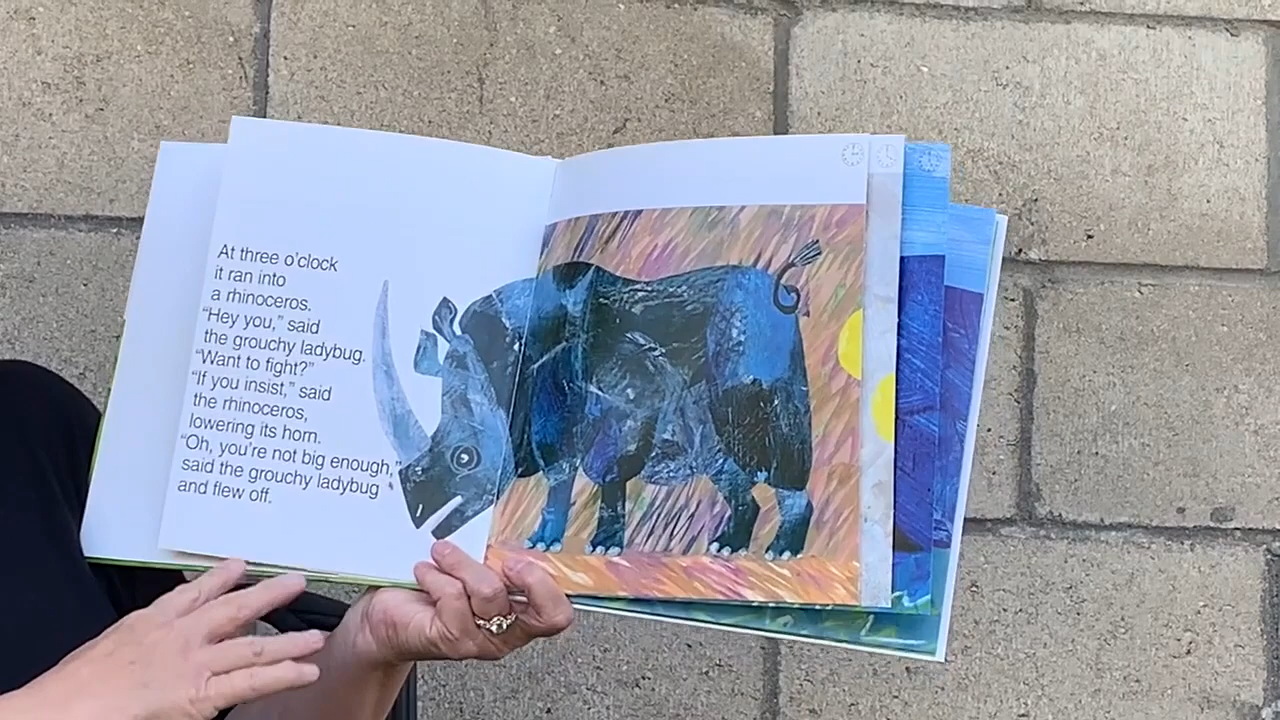 At three o'clock
it ran into
a rhinoceros.
"Hey you," said
the grouchy ladybug.
"Want to fight?"
"If you insist," said
the rhinoceros,
lowering its horn.
"Oh, you're not big enough,"
said the grouchy ladybug
and flew off.